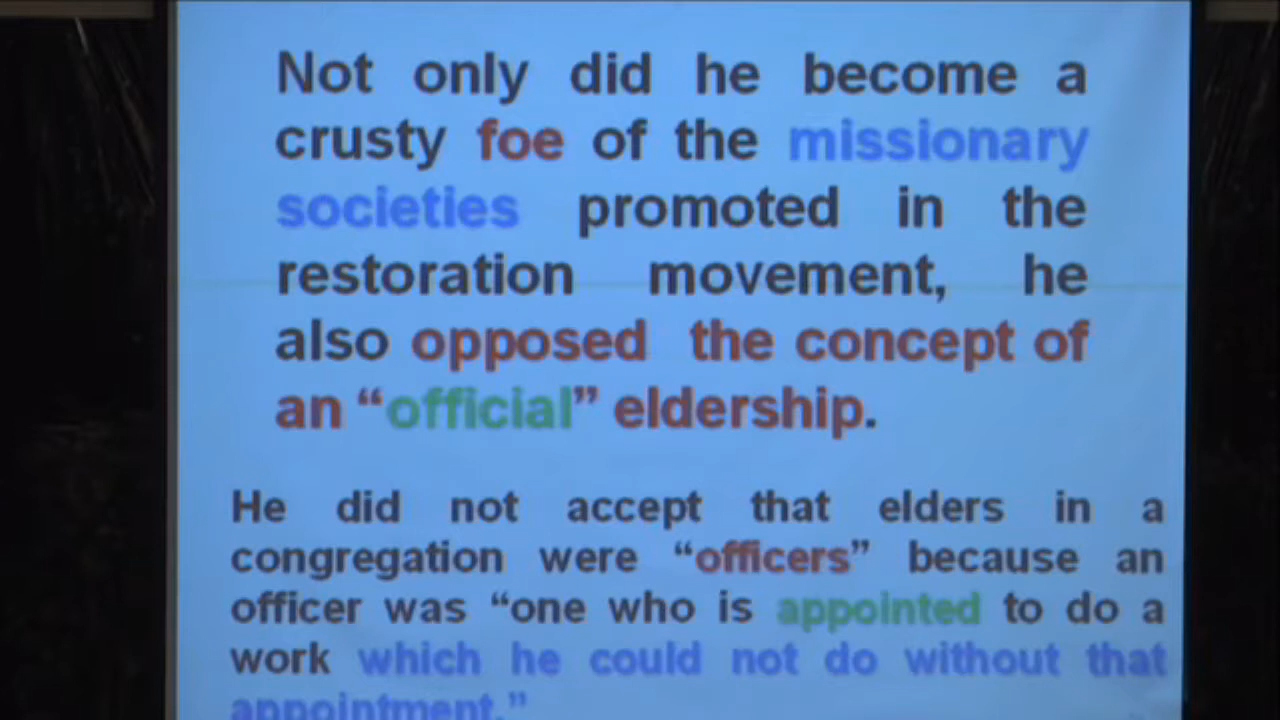 Not only did he become a
crusty foe of the missionary
societies promoted in the
restoration movement, he
also opposed the concept of
an “official” eldership.
He did not accept that elders in a
congregation were “officers” because an
officer was “one who is appointed to do a
work which he could not do without that
appointment.”